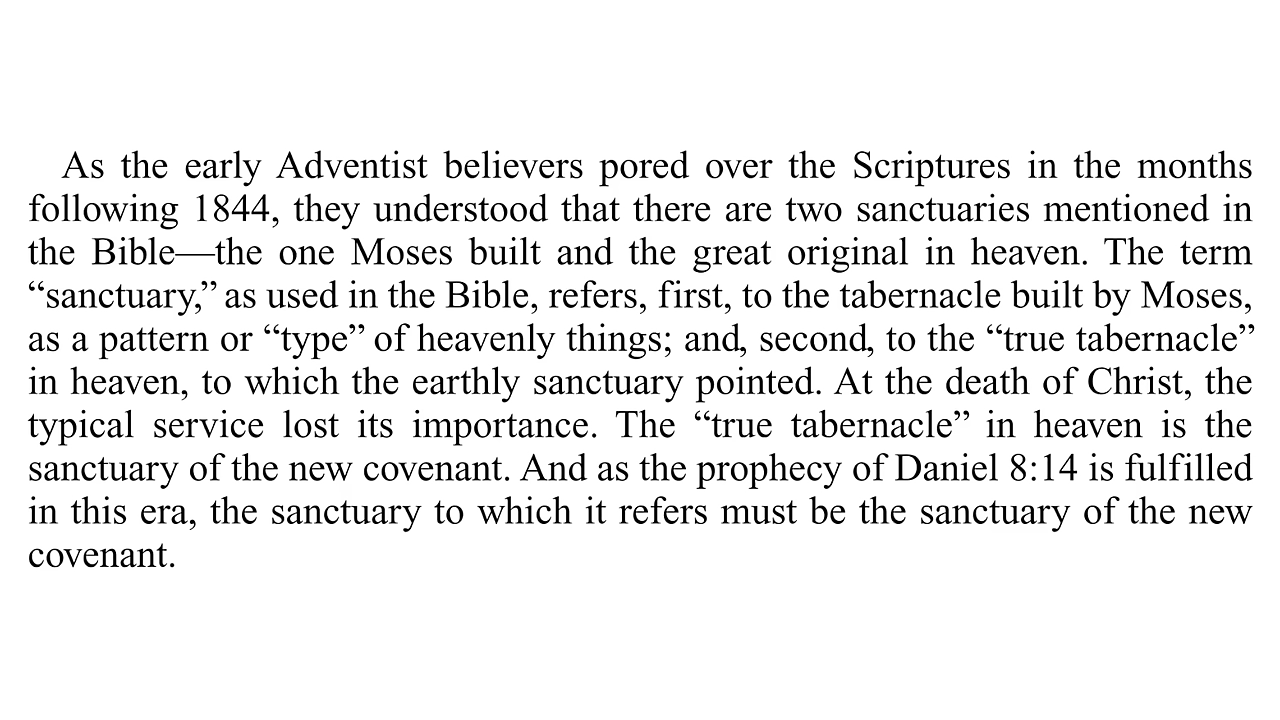 As the early Adventist believers pored over the Scriptures in the months
following 1844, they understood that there are two sanctuaries mentioned in
the Bible—the one Moses built and the great original in heaven. The term
“sanctuary,” as used in the Bible, refers, first, to the tabernacle built by Moses,
as a pattern or “type” of heavenly things; and, second, to the “true tabernacle”
in heaven, to which the earthly sanctuary pointed. At the death of Christ, the
typical service lost its importance. The “true tabernacle” in heaven is the
sanctuary of the new covenant. And as the prophecy of Daniel 8:14 is fulfilled
in this era, the sanctuary to which it refers must be the sanctuary of the new
covenant.